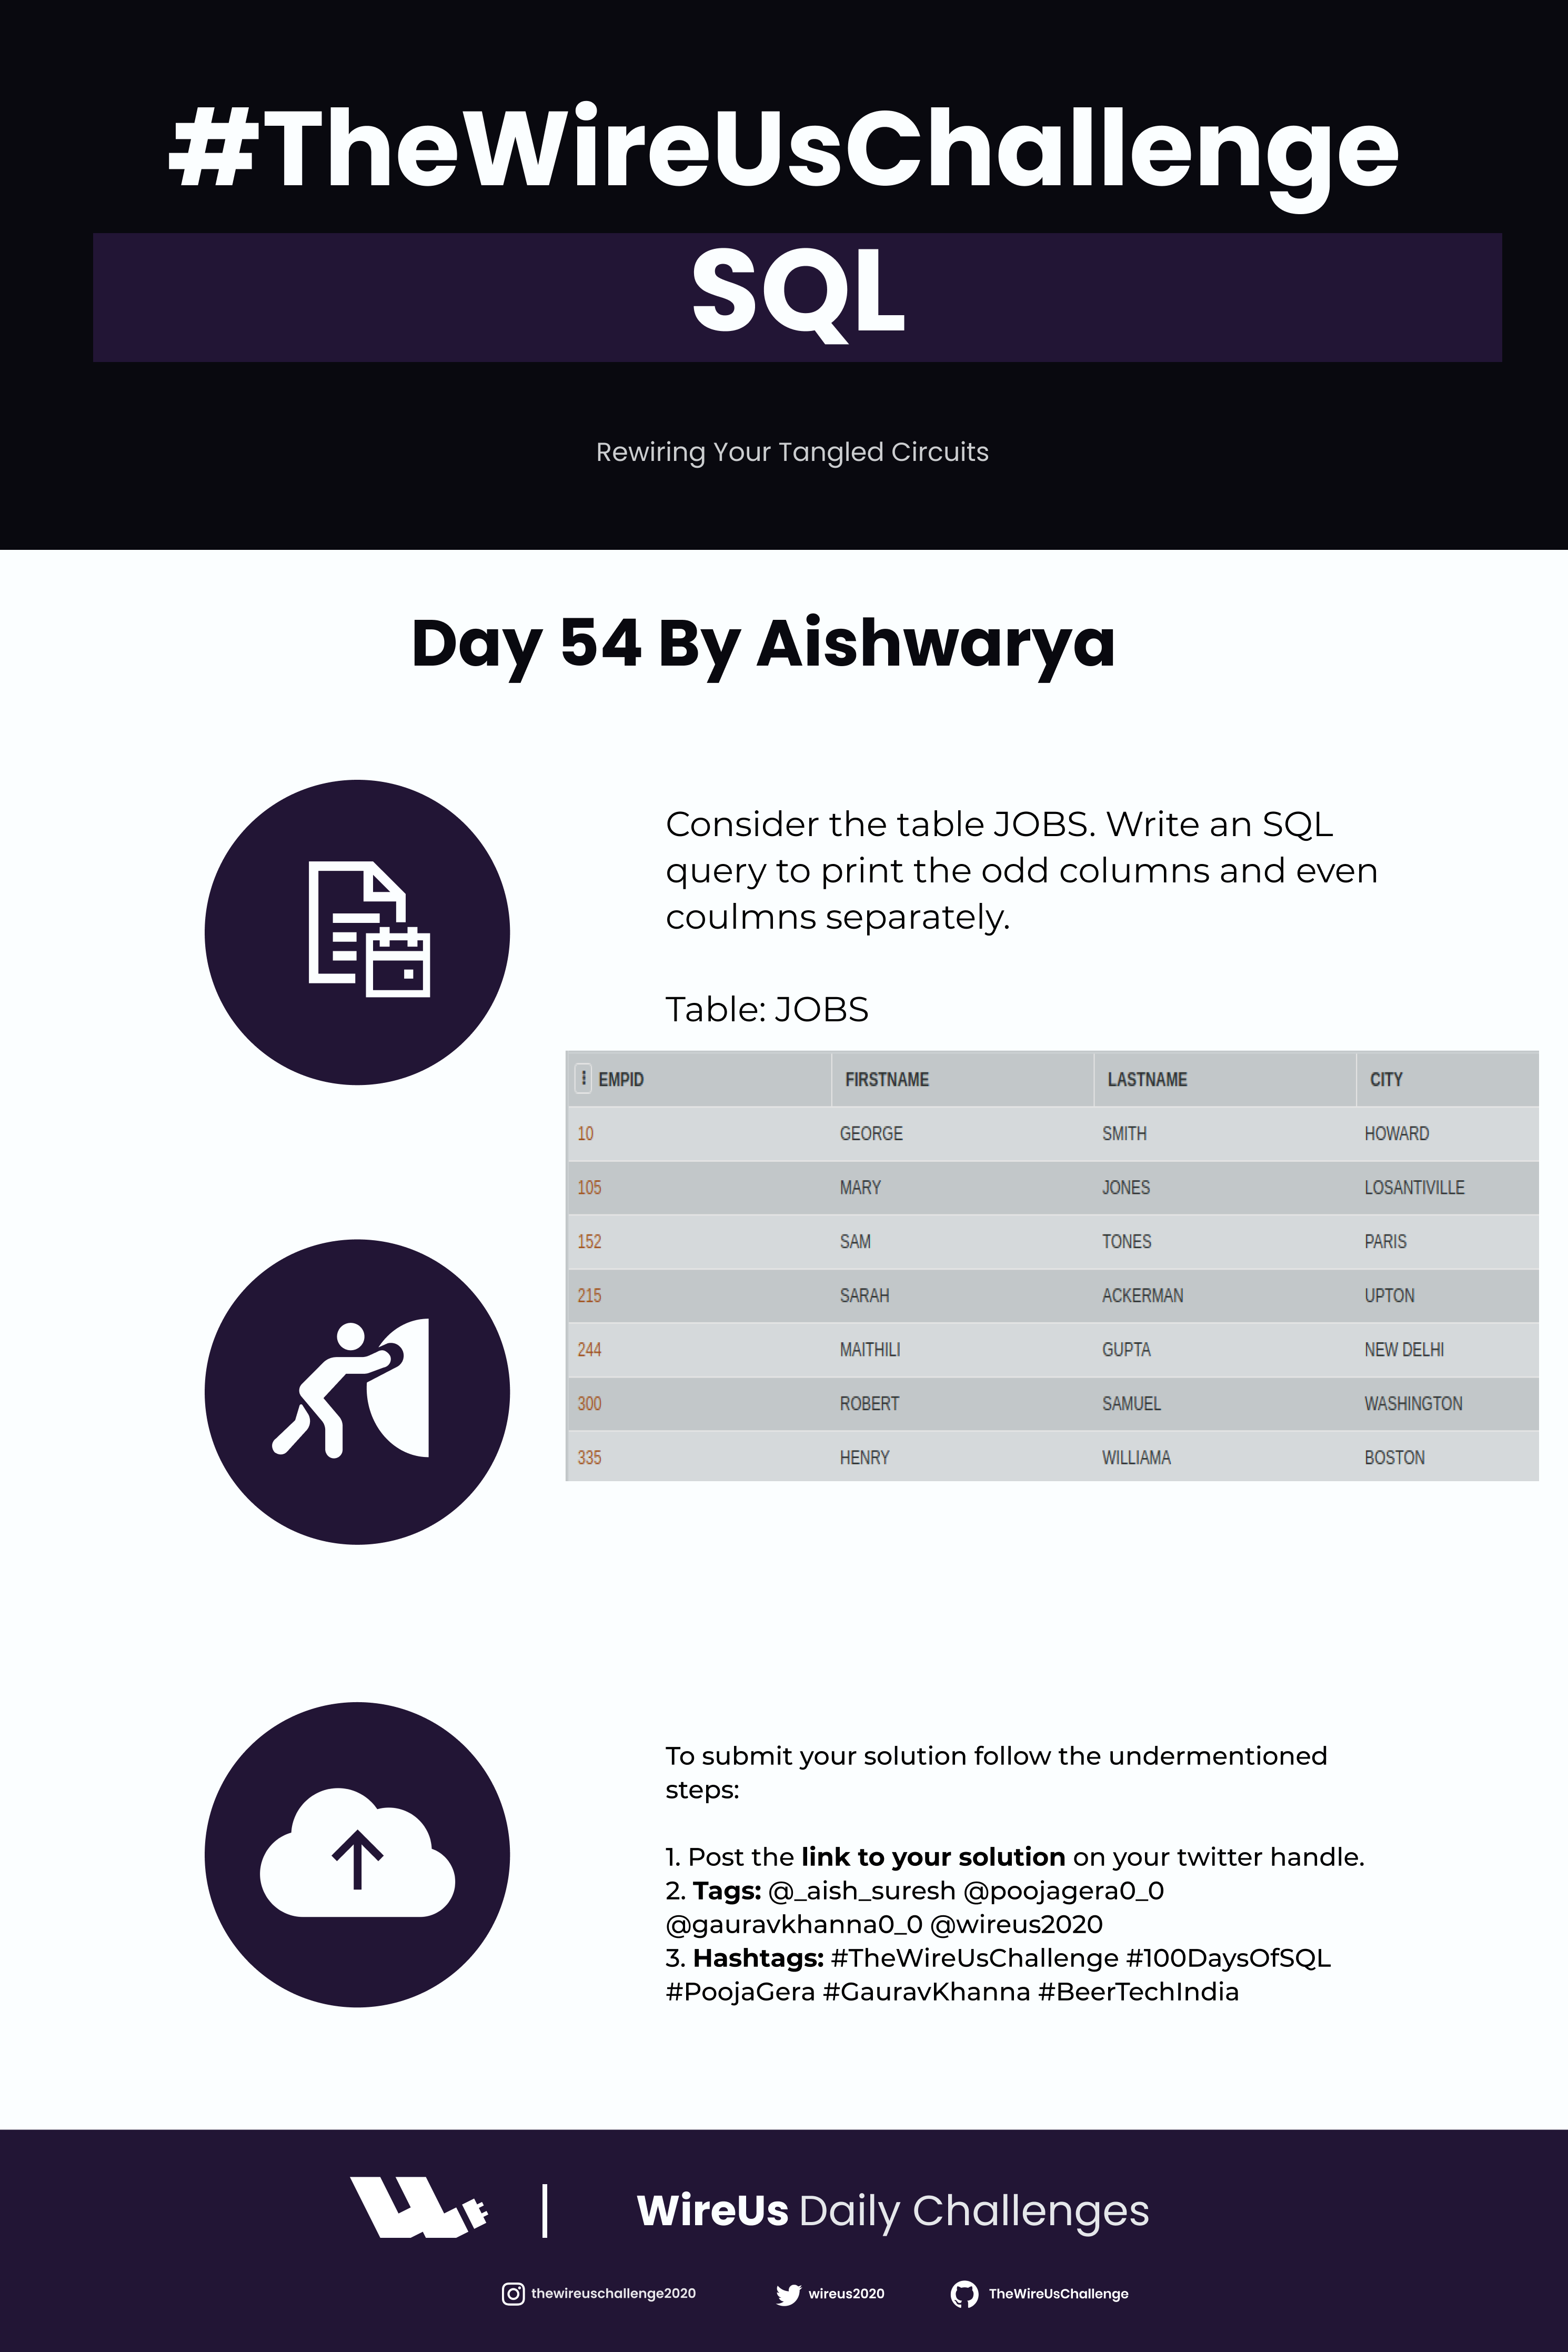 #TheWireUsChallenge
SQL
Rewiring Your Tangled Circuits
Day 54 By Aishwarya
Consider the table JOBS. Write an SQL
query to print the odd columns and even
coulmns separately.
Table: JOBS
EMPID FIRSTNAME LASTNAME CITY
10 GEORGE SMITH HOWARD
105 MARY JONES LOSANTIVILLE
152 SAM TONES PARIS
215 SARAH ACKERMAN UPTON
244 MAITHILI GUPTA NEW DELHI
300 ROBERT SAMUEL WASHINGTON
335 HENRY WILLIAMA BOSTON
To submit your solution follow the undermentioned
steps:
1. Post the link to your solution on your twitter handle.
2. Tags: @_aish_suresh @poojagera0_0
@gauravkhanna0_0 @wireus2020
3. Hashtags: #TheWireUsChallenge #100DaysOfSQL
#PoojaGera #GauravKhanna #BeerTechIndia
WireUs Daily Challenges
thewireuschallenge2020 wireus2020 TheWireUsChallenge